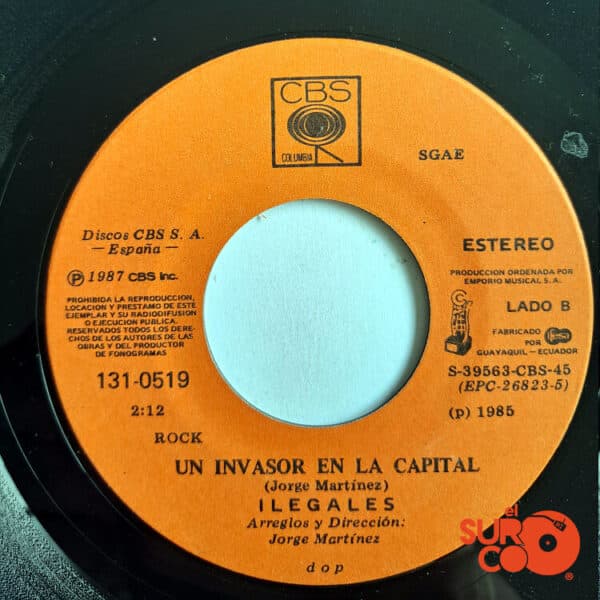 CBS
COLUMBIA
SGAE
Discos CBS S. A.
— España —
℗ 1987 CBS Inc.
PROHIBIDA LA REPRODUCCION,
LOCACION Y PRESTAMO DE ESTE
EJEMPLAR Y SU RADIODIFUSION
O EJECUCION PUBLICA.
RESERVADOS TODOS LOS DERE-
CHOS DE LOS AUTORES DE LAS
OBRAS Y DEL PRODUCTOR
DE FONOGRAMAS
131-0519
2:12
ROCK
ESTEREO
PRODUCCION ORDENADA POR
EMPORIO MUSICAL S.A.
LADO B
FABRICADO POR
GUAYAQUIL – ECUADOR
S-39563-CBS-45
(EPC-26823-5)
(p) 1985
UN INVASOR EN LA CAPITAL
(Jorge Martínez)
ILEGALES
Arreglos y Dirección:
Jorge Martínez
dop
el
SURCO